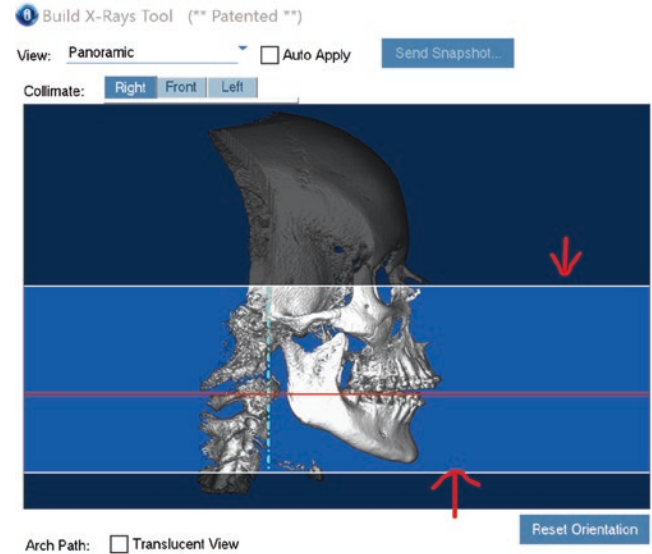 Build X-Rays Tool (** Patented **)
View: Panoramic Auto Apply Send Snapshot...
Collimate: Right Front Left
Reset Orientation
Arch Path: Translucent View